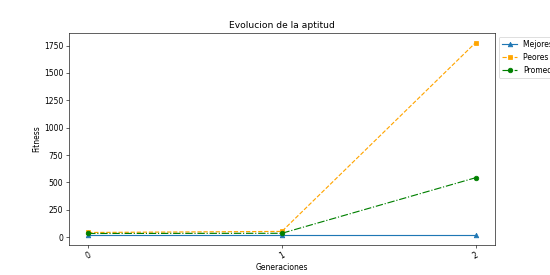 Evolucion de la aptitud
Mejores
Peores
Promed
Fitness
1750
1500
1250
1000
750
500
250
0
0
1
2
Generaciones